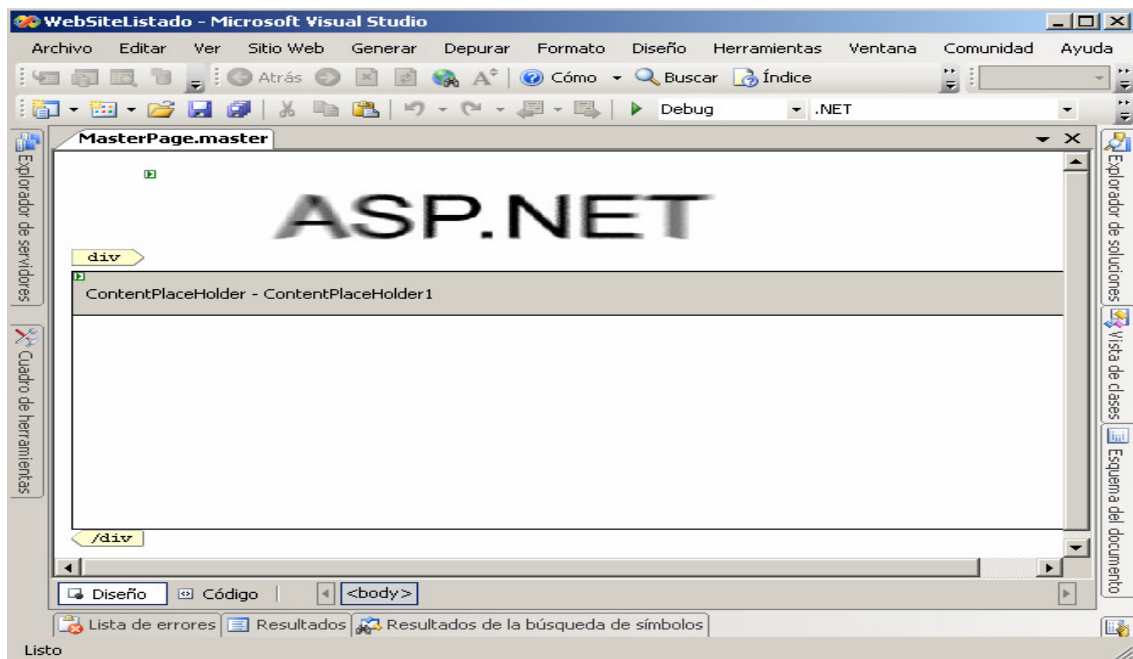 WebSiteListado - Microsoft Visual Studio
Archivo Editar Ver Sitio Web Generar Depurar Formato Diseño Herramientas Ventana Comunidad Ayuda
Atrás Cómo Buscar Índice
Debug .NET
MasterPage.master
Explorador de servidores
Cuadro de herramientas
ASP.NET
div
ContentPlaceHolder - ContentPlaceHolder1
/div
Explorador de soluciones
Vista de clases
Esquema del documento
Diseño Código <body>
Lista de errores Resultados Resultados de la búsqueda de símbolos
Listo